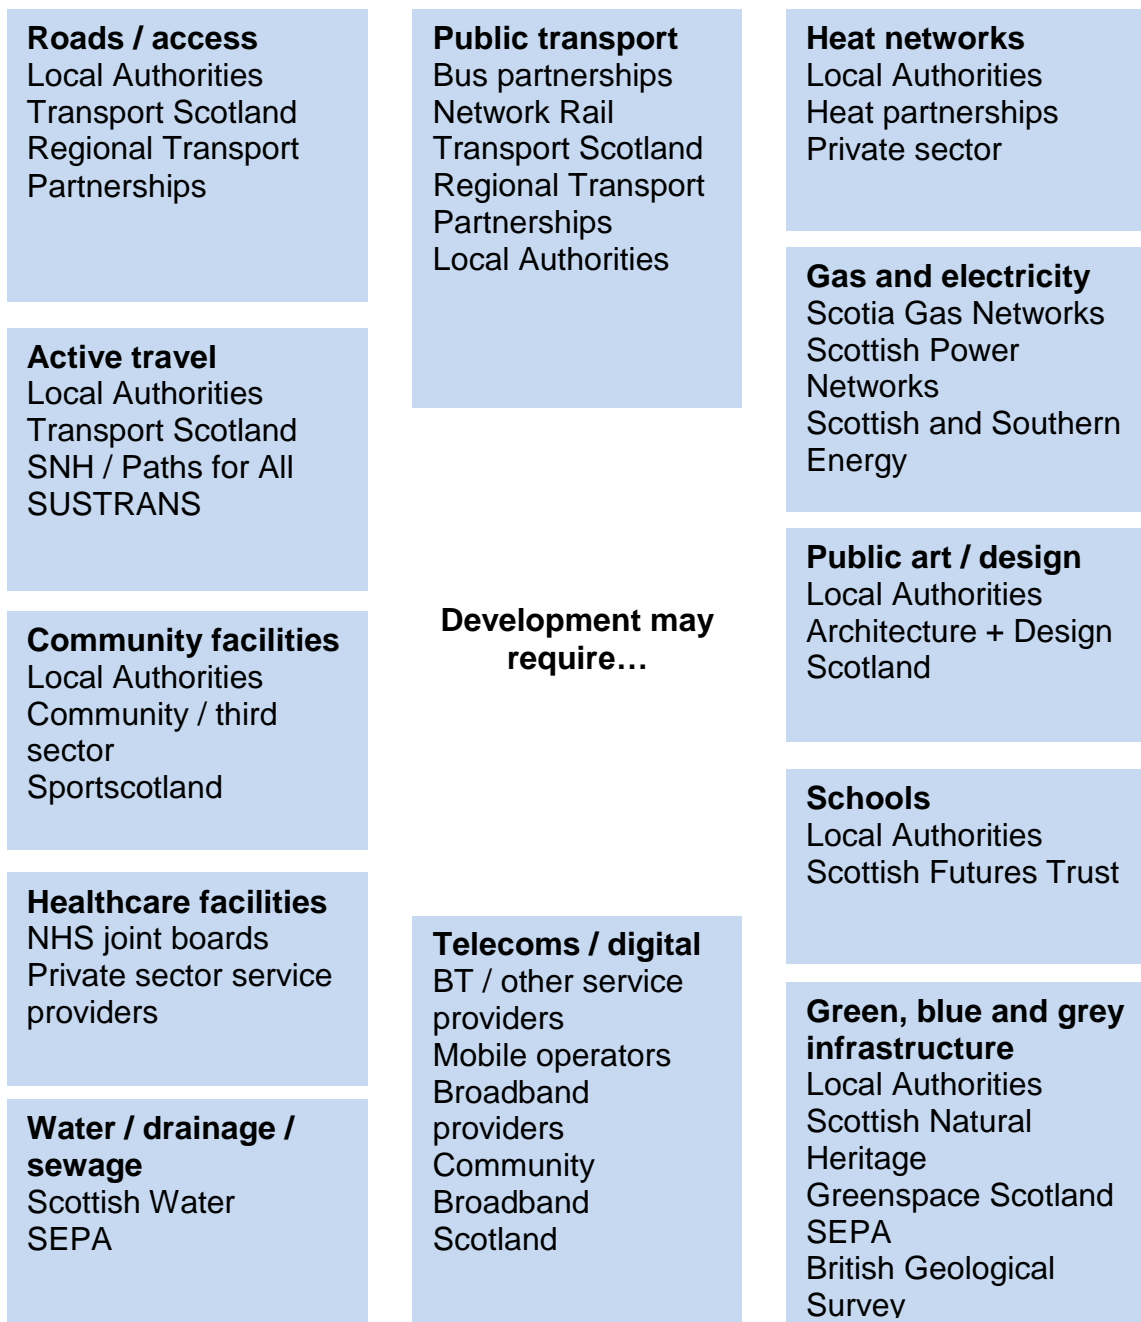 Roads / access
Local Authorities
Transport Scotland
Regional Transport
Partnerships
Active travel
Local Authorities
Transport Scotland
SNH / Paths for All
SUSTRANS
Community facilities
Local Authorities
Community / third
sector
Sportscotland
Healthcare facilities
NHS joint boards
Private sector service
providers
Water / drainage /
sewage
Scottish Water
SEPA
Public transport
Bus partnerships
Network Rail
Transport Scotland
Regional Transport
Partnerships
Local Authorities
Development may
require…
Telecoms / digital
BT / other service
providers
Mobile operators
Broadband
providers
Community
Broadband
Scotland
Heat networks
Local Authorities
Heat partnerships
Private sector
Gas and electricity
Scotia Gas Networks
Scottish Power
Networks
Scottish and Southern
Energy
Public art / design
Local Authorities
Architecture + Design
Scotland
Schools
Local Authorities
Scottish Futures Trust
Green, blue and grey
infrastructure
Local Authorities
Scottish Natural
Heritage
Greenspace Scotland
SEPA
British Geological
Survey